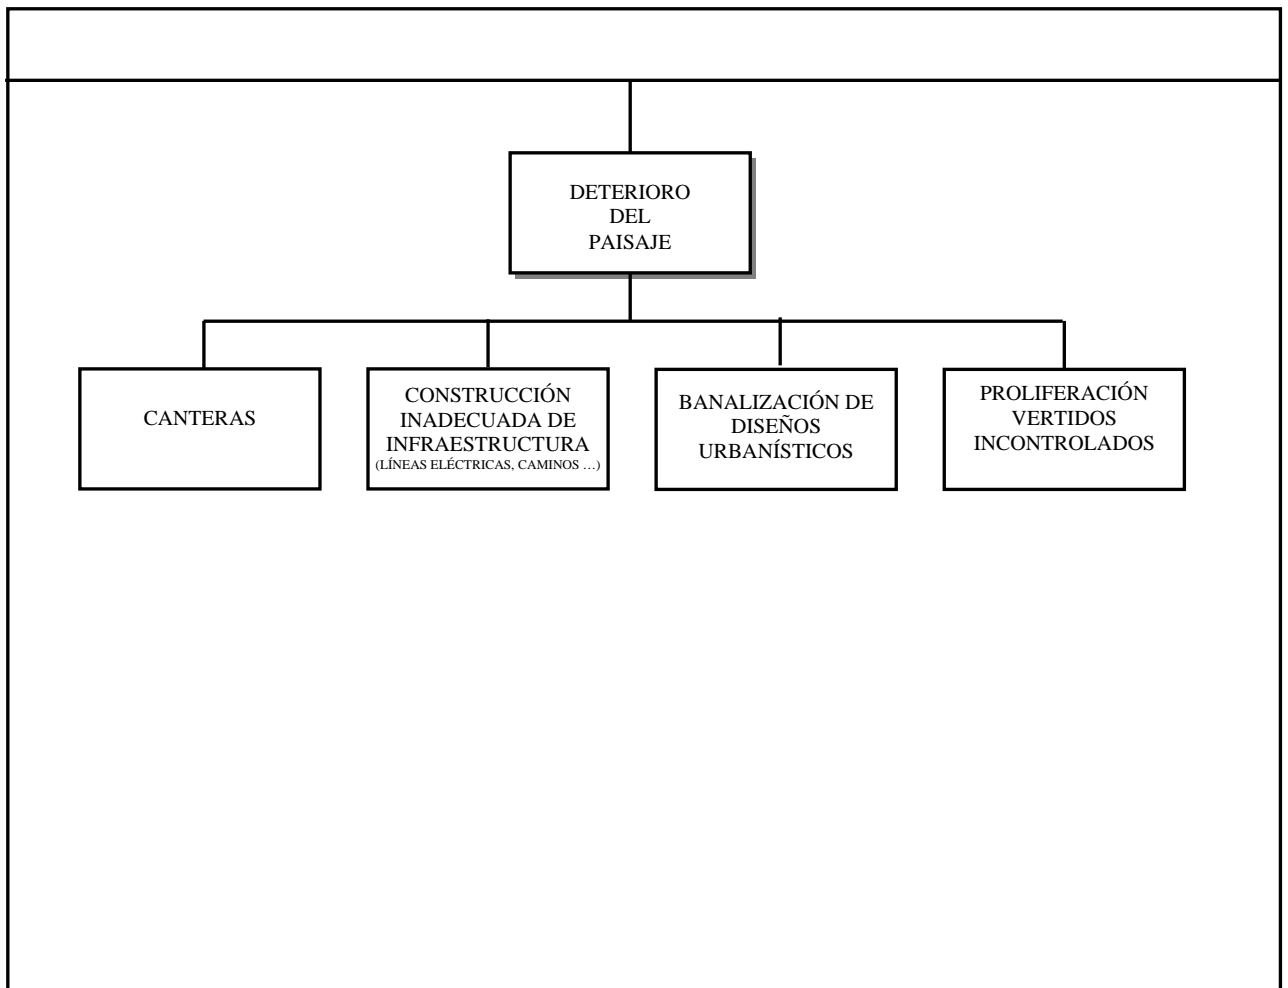 DETERIORO
DEL
PAISAJE
CANTERAS
CONSTRUCCIÓN
INADECUADA DE
INFRAESTRUCTURA
(LÍNEAS ELÉCTRICAS, CAMINOS ...)
BANALIZACIÓN DE
DISEÑOS
URBANÍSTICOS
PROLIFERACIÓN
VERTIDOS
INCONTROLADOS